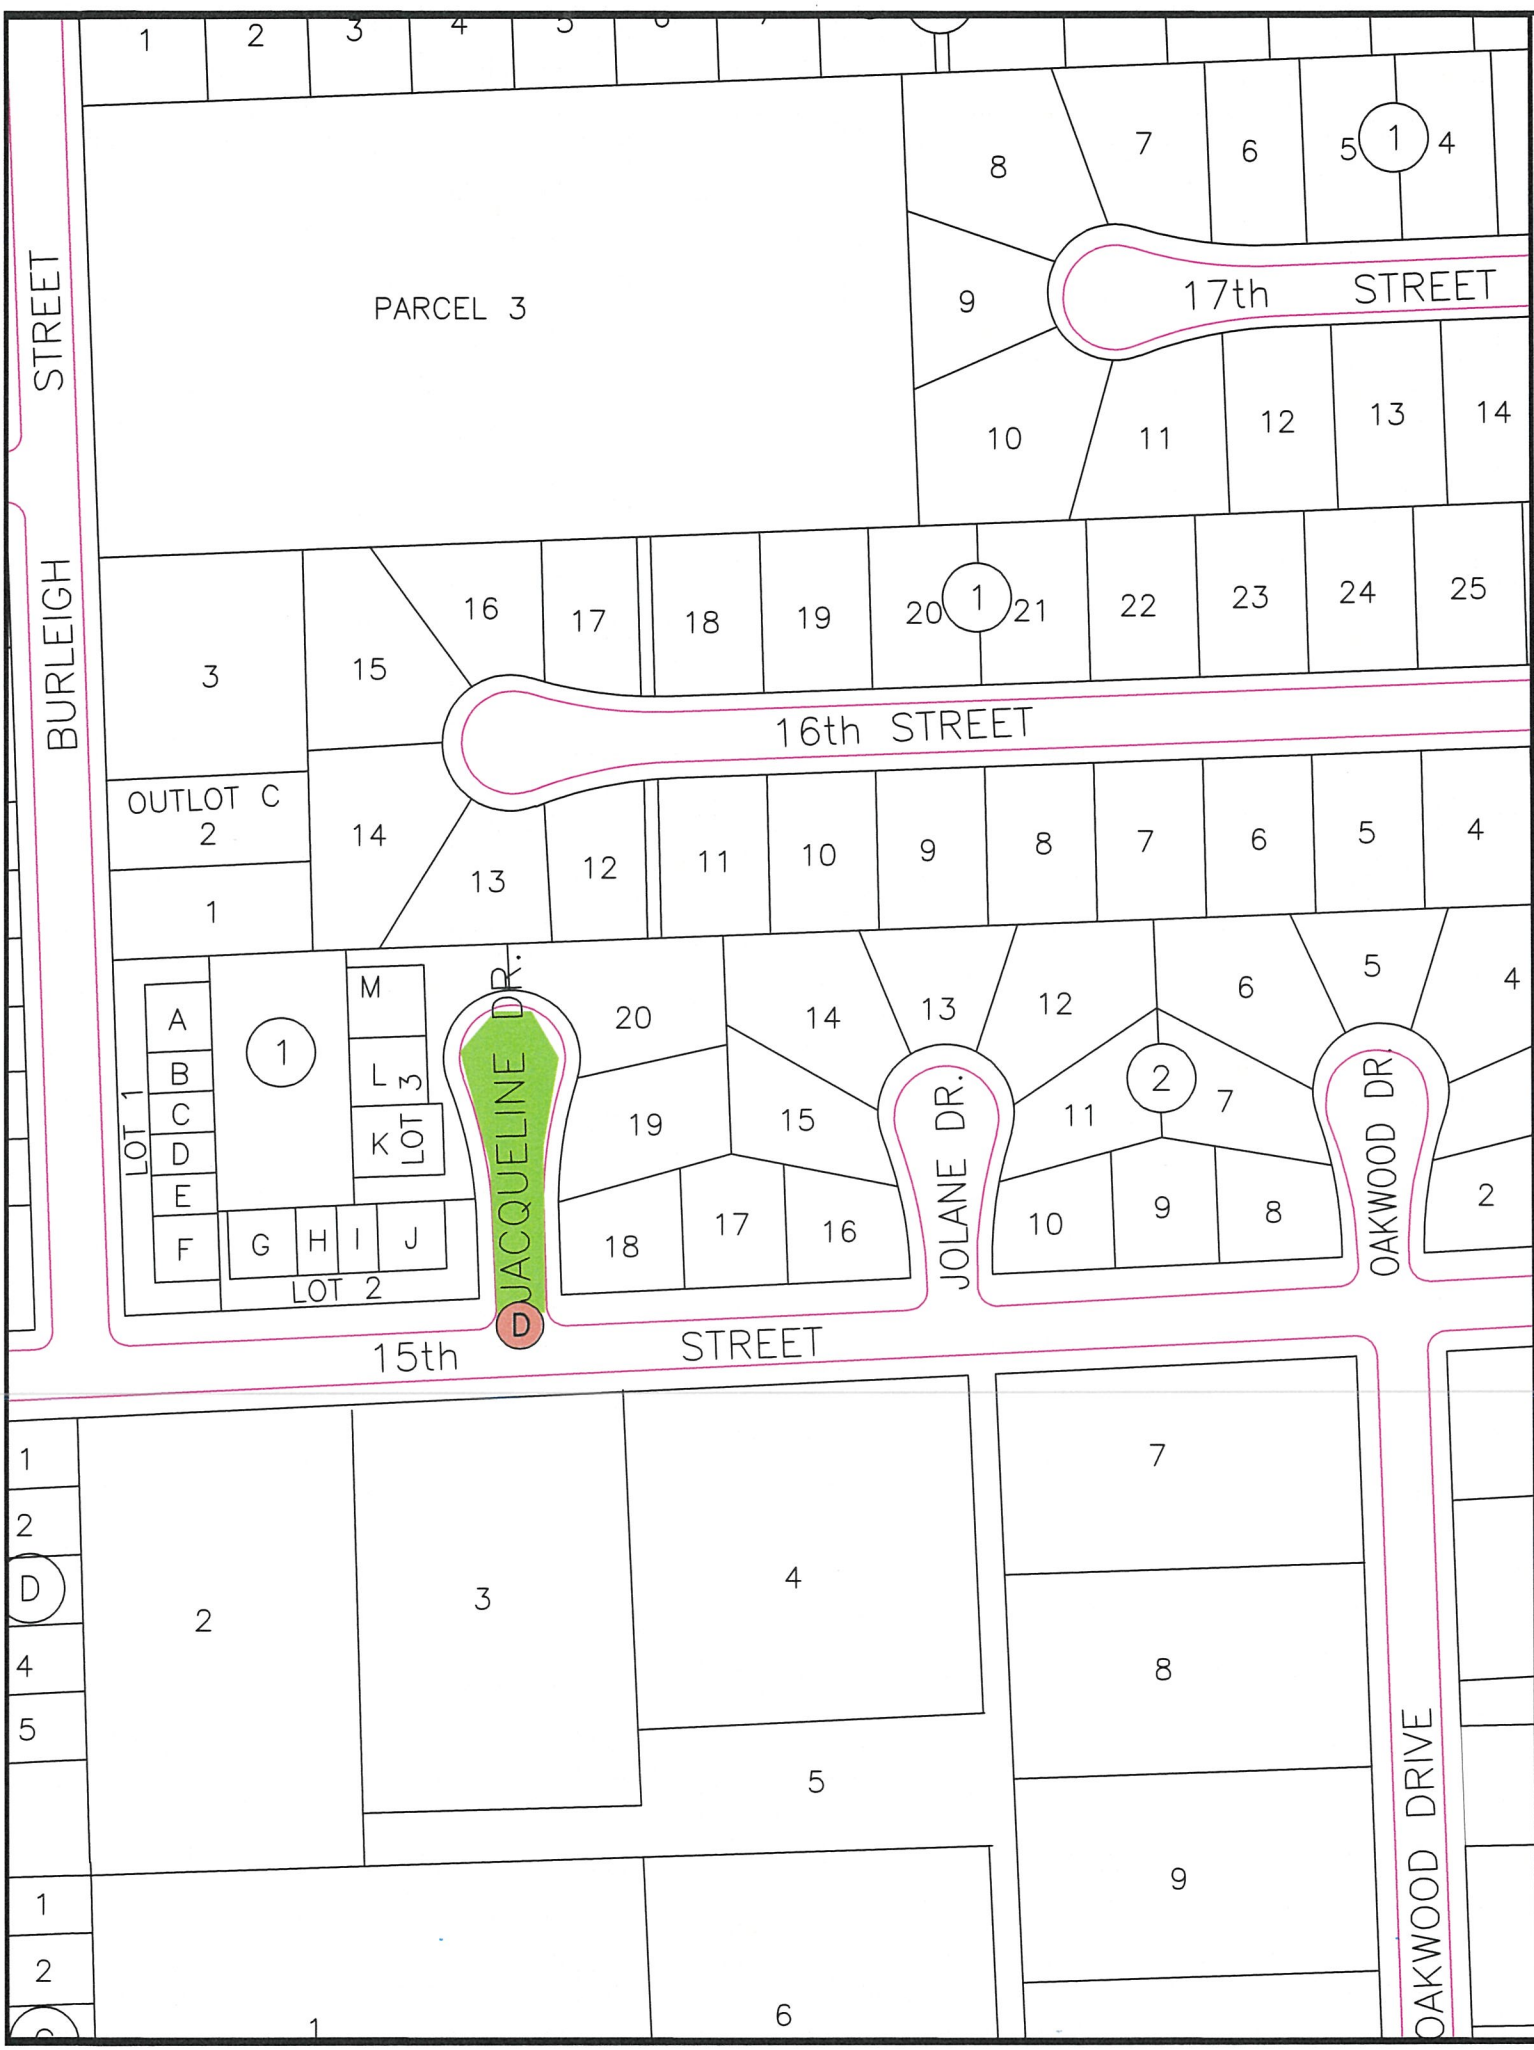 1 2 3 4 5
8 7 6 5 1 4
STREET
PARCEL 3
9
17th STREET
10 11 12 13 14
BURLEIGH
3
15 16 17 18 19 20 1 21 22 23 24 25
16th STREET
OUTLOT C
2
1
14 13 12 11 10 9 8 7 6 5 4
A
B
C
D
E
F
LOT 1
1
M
L
K
LOT 3
G H I J
LOT 2
JACQUELINE DR.
D
20
19
18 17 16
14
15
13
JOLANE DR.
12
11
2
10 9 8
6
7
5
4
2
OAKWOOD DR.
15th STREET
1
2
D
4
5
2
3
4
5
7
8
9
OAKWOOD DRIVE
1
2
1
6